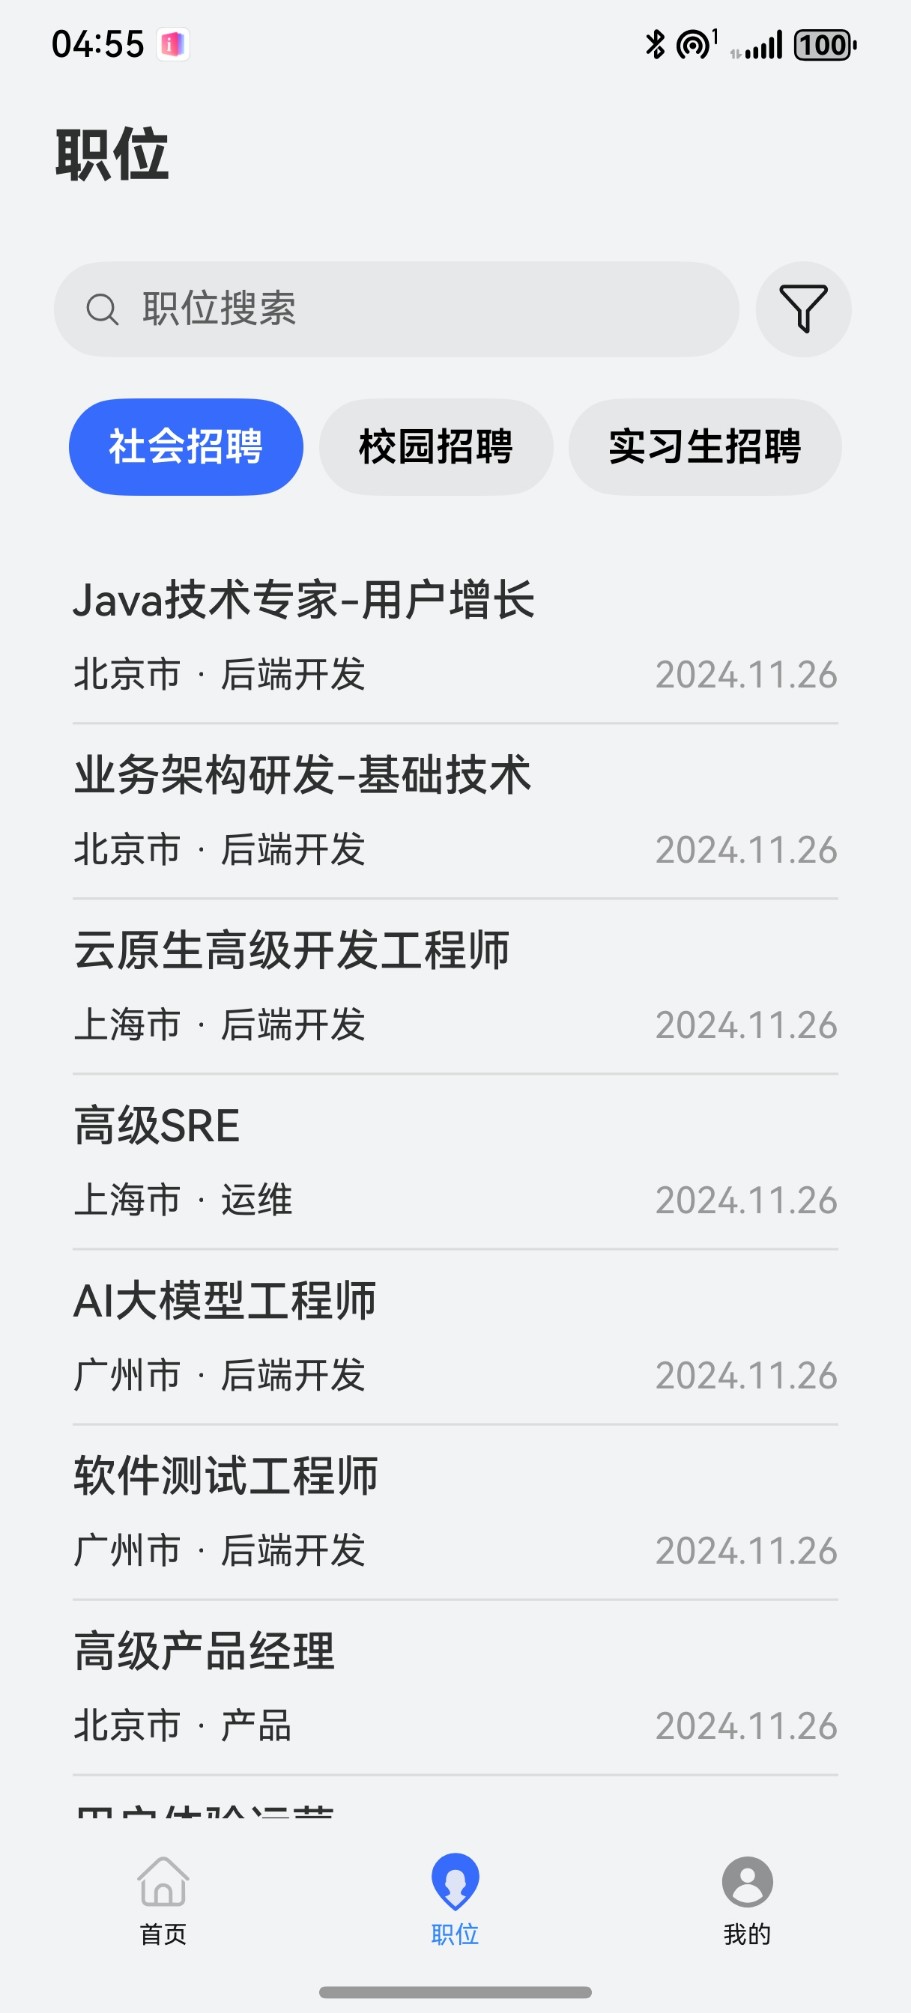 04:55
1
100
职位
职位搜索
社会招聘 校园招聘 实习生招聘
Java技术专家-用户增长
北京市 · 后端开发 2024.11.26
业务架构研发-基础技术
北京市 · 后端开发 2024.11.26
云原生高级开发工程师
上海市 · 后端开发 2024.11.26
高级SRE
上海市 · 运维 2024.11.26
AI大模型工程师
广州市 · 后端开发 2024.11.26
软件测试工程师
广州市 · 后端开发 2024.11.26
高级产品经理
北京市 · 产品 2024.11.26
用户体验运营
首页 职位 我的